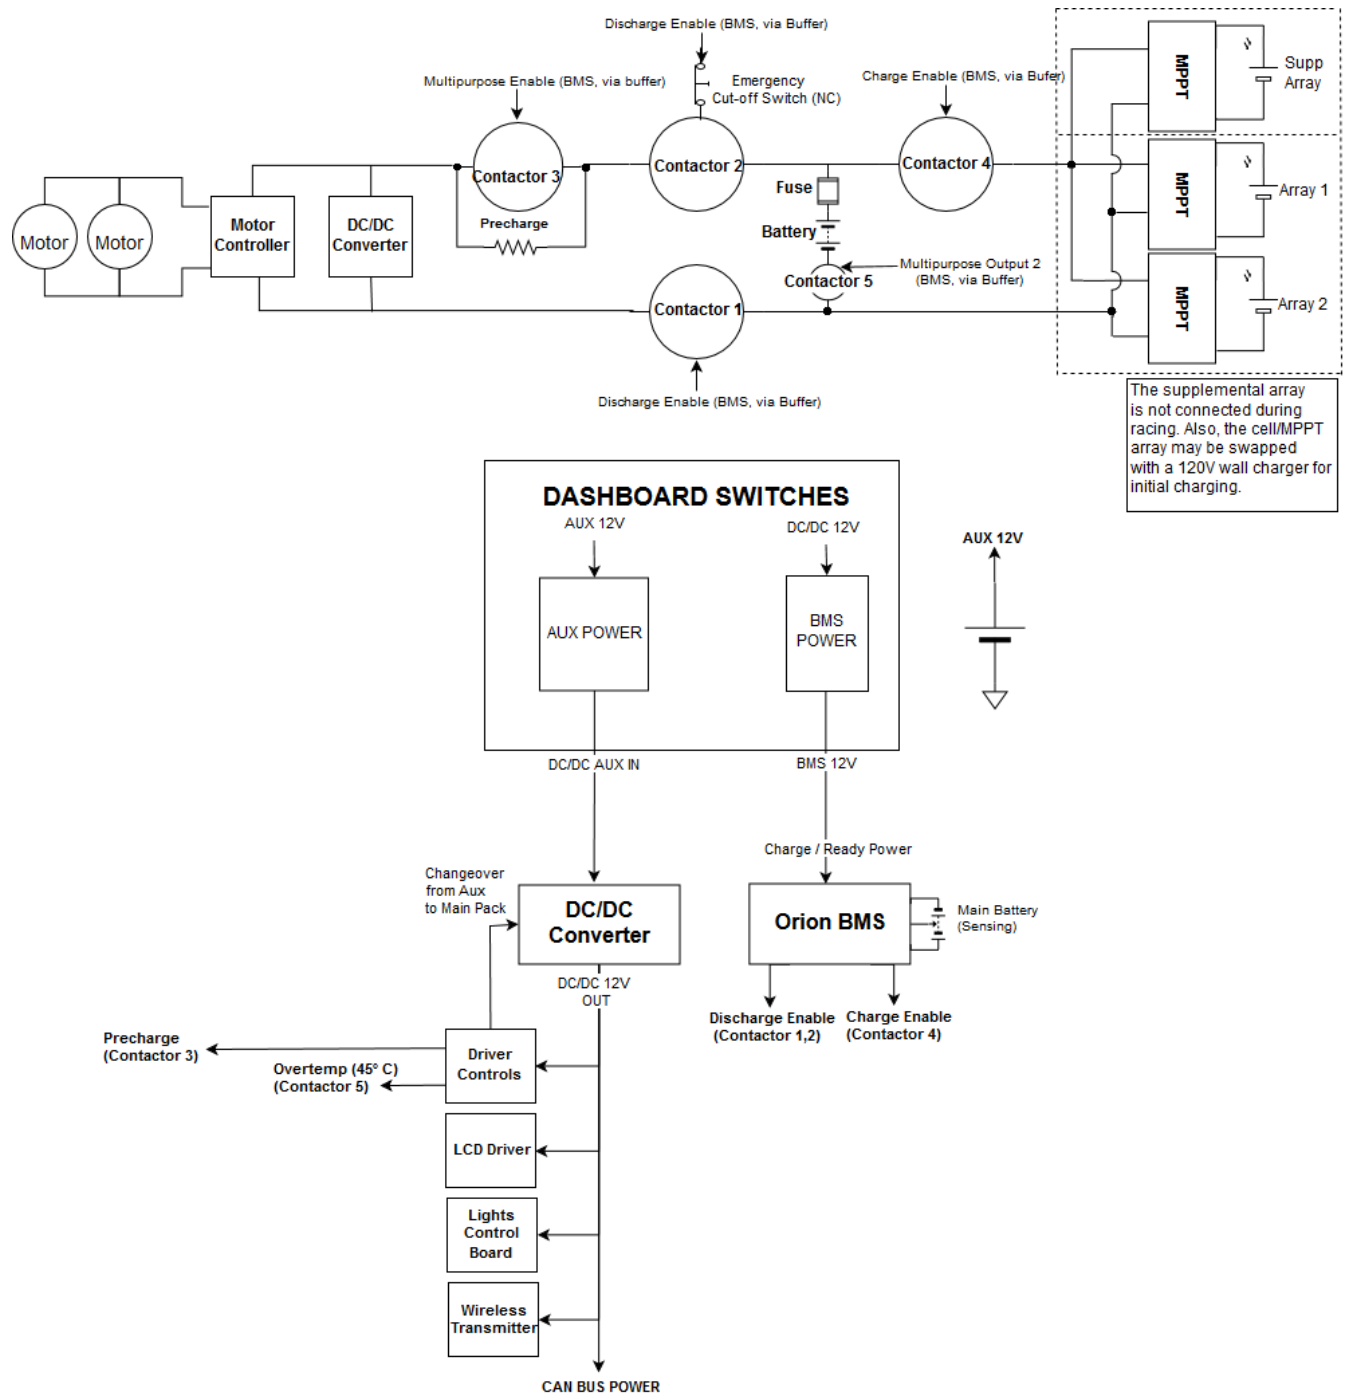 Discharge Enable (BMS, via Buffer)
Multipurpose Enable (BMS, via buffer)
Emergency
Cut-off Switch (NC)
Charge Enable (BMS, via Bufer)
MPPT
Supp
Array
Contactor 3
Contactor 2
Contactor 4
MPPT
Array 1
Fuse
Precharge
Motor
Motor
Motor
Controller
DC/DC
Converter
Battery
Contactor 5
Multipurpose Output 2
(BMS, via Buffer)
MPPT
Array 2
Contactor 1
Discharge Enable (BMS, via Buffer)
The supplemental array
is not connected during
racing. Also, the cell/MPPT
array may be swapped
with a 120V wall charger for
initial charging.
DASHBOARD SWITCHES
AUX 12V
DC/DC 12V
AUX 12V
AUX POWER
BMS
POWER
DC/DC AUX IN
BMS 12V
Charge / Ready Power
Changeover
from Aux
to Main Pack
DC/DC
Converter
Orion BMS
Main Battery
(Sensing)
DC/DC 12V
OUT
Discharge Enable
(Contactor 1,2)
Charge Enable
(Contactor 4)
Precharge
(Contactor 3)
Overtemp (45° C)
(Contactor 5)
Driver
Controls
LCD Driver
Lights
Control
Board
Wireless
Transmitter
CAN BUS POWER